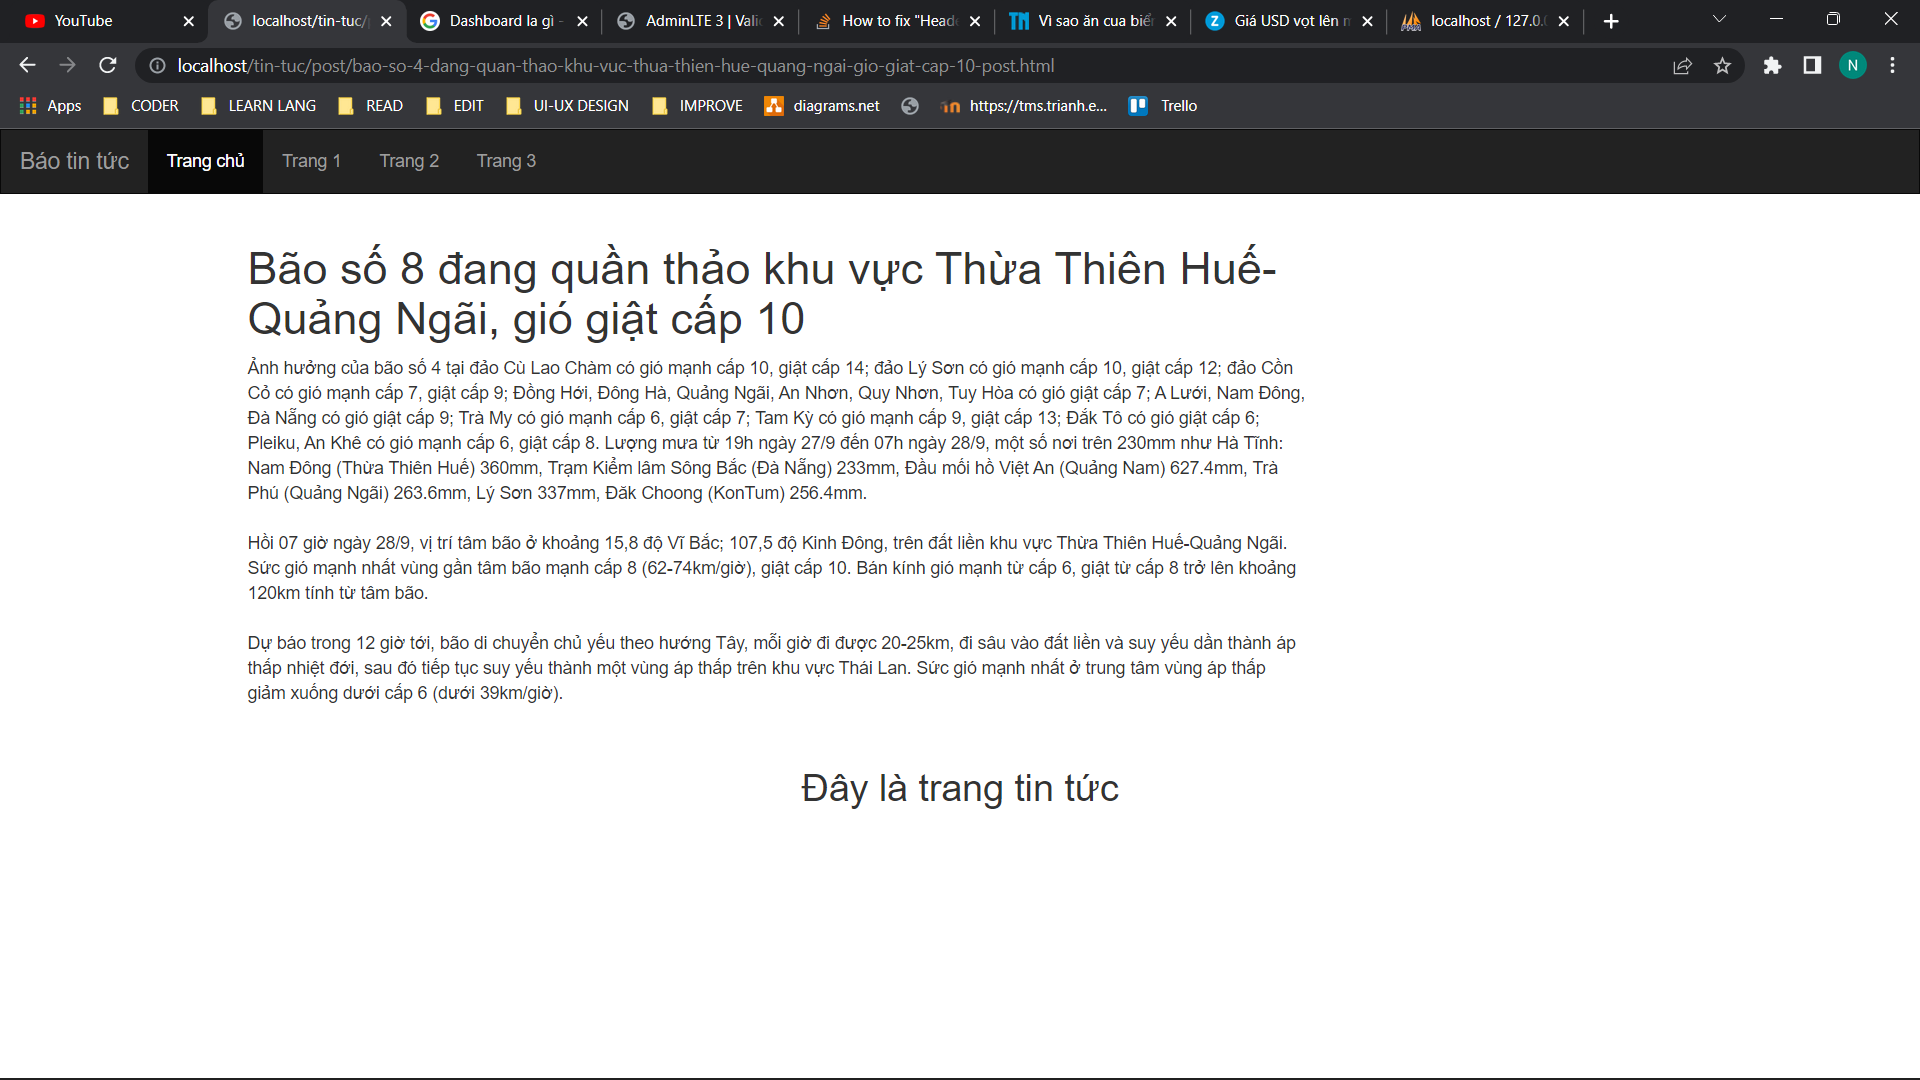 YouTube
localhost/tin-tuc/
Dashboard la gì -
AdminLTE 3 | Vali
How to fix "Head
Vì sao ăn cua biển
Giá USD vọt lên m
localhost / 127.0.
localhost/tin-tuc/post/bao-so-4-dang-quan-thao-khu-vuc-thua-thien-hue-quang-ngai-gio-giat-cap-10-post.html
N
Apps
CODER
LEARN LANG
READ
EDIT
UI-UX DESIGN
IMPROVE
diagrams.net
https://tms.trianh.e...
Trello
Báo tin tức
Trang chủ
Trang 1
Trang 2
Trang 3
Bão số 8 đang quần thảo khu vực Thừa Thiên Huế-
Quảng Ngãi, gió giật cấp 10
Ảnh hưởng của bão số 4 tại đảo Cù Lao Chàm có gió mạnh cấp 10, giật cấp 14; đảo Lý Sơn có gió mạnh cấp 10, giật cấp 12; đảo Cồn
Cỏ có gió mạnh cấp 7, giật cấp 9; Đồng Hới, Đông Hà, Quảng Ngãi, An Nhơn, Quy Nhơn, Tuy Hòa có gió giật cấp 7; A Lưới, Nam Đông,
Đà Nẵng có gió giật cấp 9; Trà My có gió mạnh cấp 6, giật cấp 7; Tam Kỳ có gió mạnh cấp 9, giật cấp 13; Đắk Tô có gió giật cấp 6;
Pleiku, An Khê có gió mạnh cấp 6, giật cấp 8. Lượng mưa từ 19h ngày 27/9 đến 07h ngày 28/9, một số nơi trên 230mm như Hà Tĩnh:
Nam Đông (Thừa Thiên Huế) 360mm, Trạm Kiểm lâm Sông Bắc (Đà Nẵng) 233mm, Đầu mối hồ Việt An (Quảng Nam) 627.4mm, Trà
Phú (Quảng Ngãi) 263.6mm, Lý Sơn 337mm, Đăk Choong (KonTum) 256.4mm.
Hồi 07 giờ ngày 28/9, vị trí tâm bão ở khoảng 15,8 độ Vĩ Bắc; 107,5 độ Kinh Đông, trên đất liền khu vực Thừa Thiên Huế-Quảng Ngãi.
Sức gió mạnh nhất vùng gần tâm bão mạnh cấp 8 (62-74km/giờ), giật cấp 10. Bán kính gió mạnh từ cấp 6, giật từ cấp 8 trở lên khoảng
120km tính từ tâm bão.
Dự báo trong 12 giờ tới, bão di chuyển chủ yếu theo hướng Tây, mỗi giờ đi được 20-25km, đi sâu vào đất liền và suy yếu dần thành áp
thấp nhiệt đới, sau đó tiếp tục suy yếu thành một vùng áp thấp trên khu vực Thái Lan. Sức gió mạnh nhất ở trung tâm vùng áp thấp
giảm xuống dưới cấp 6 (dưới 39km/giờ).
Đây là trang tin tức